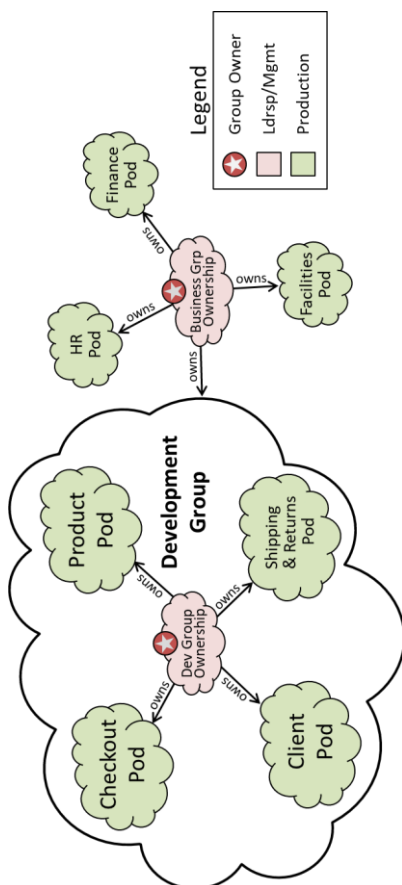 Checkout
Pod
Product
Pod
owns
owns
Dev Group
Ownership
Development
Group
owns
owns
Client
Pod
Shipping
& Returns
Pod
HR
Pod
Finance
Pod
owns
owns
owns
Business Grp
Ownership
owns
Facilities
Pod
Legend
Group Owner
Ldrsp/Mgmt
Production